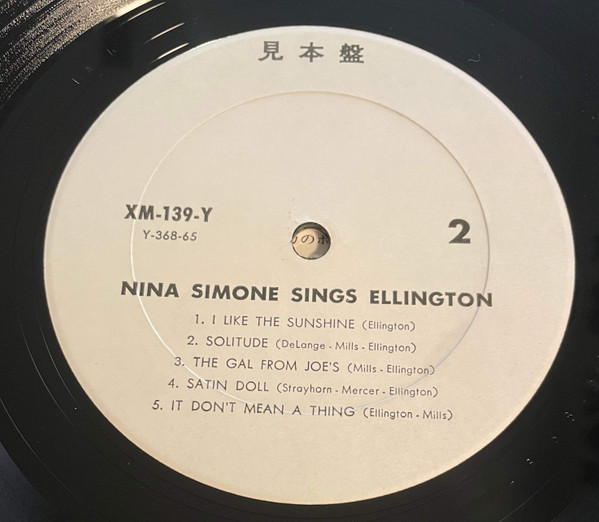 見本盤
XM-139-Y
Y-368-65
2
のホ
NINA SIMONE SINGS ELLINGTON
1. I LIKE THE SUNSHINE (Ellington)
2. SOLITUDE (DeLange - Mills - Ellington)
3. THE GAL FROM JOE'S (Mills - Ellington)
4. SATIN DOLL (Strayhorn - Mercer - Ellington)
5. IT DON'T MEAN A THING (Ellington - Mills)